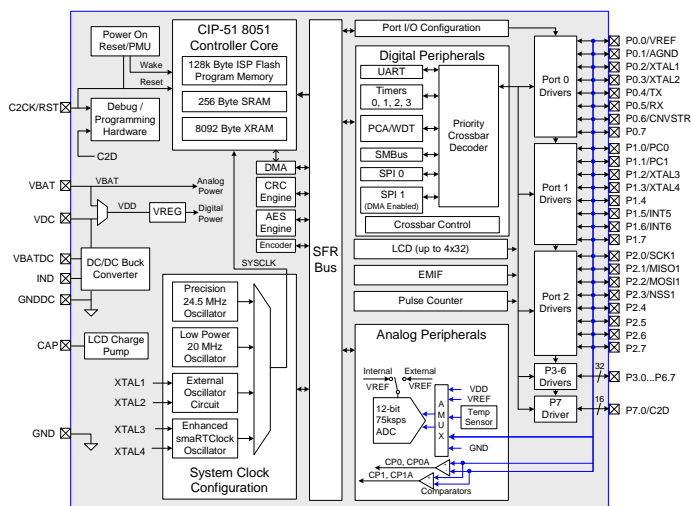 Power On
Reset/PMU
Wake
Reset
C2CK/RST
Debug /
Programming
Hardware
C2D
CIP-51 8051
Controller Core
128k Byte ISP Flash
Program Memory
256 Byte SRAM
8092 Byte XRAM
DMA
CRC
Engine
AES
Engine
Encoder
SYSCLK
SFR
Bus
VBAT
VBAT
Analog
Power
VDC
VDD
VREG
Digital
Power
VBATDC
IND
GNDDC
DC/DC Buck
Converter
CAP
LCD Charge
Pump
XTAL1
XTAL2
XTAL3
XTAL4
GND
Precision
24.5 MHz
Oscillator
Low Power
20 MHz
Oscillator
External
Oscillator
Circuit
Enhanced
smaRTClock
Oscillator
System Clock
Configuration
Port I/O Configuration
Digital Peripherals
UART
Timers
0, 1, 2, 3
PCA/WDT
SMBus
SPI 0
SPI 1
(DMA Enabled)
Priority
Crossbar
Decoder
Crossbar Control
LCD (up to 4x32)
EMIF
Pulse Counter
Analog Peripherals
Internal
External
VREF
VREF
12-bit
75ksps
ADC
A
M
U
X
VDD
VREF
Temp
Sensor
GND
CP0, CP0A
CP1, CP1A
+
-
+
-
Comparators
Port 0
Drivers
Port 1
Drivers
Port 2
Drivers
P3-6
Drivers
P7
Driver
32
16
P0.0/VREF
P0.1/AGND
P0.2/XTAL1
P0.3/XTAL2
P0.4/TX
P0.5/RX
P0.6/CNVSTR
P0.7
P1.0/PC0
P1.1/PC1
P1.2/XTAL3
P1.3/XTAL4
P1.4
P1.5/INT5
P1.6/INT6
P1.7
P2.0/SCK1
P2.1/MISO1
P2.2/MOSI1
P2.3/NSS1
P2.4
P2.5
P2.6
P2.7
P3.0...P6.7
P7.0/C2D